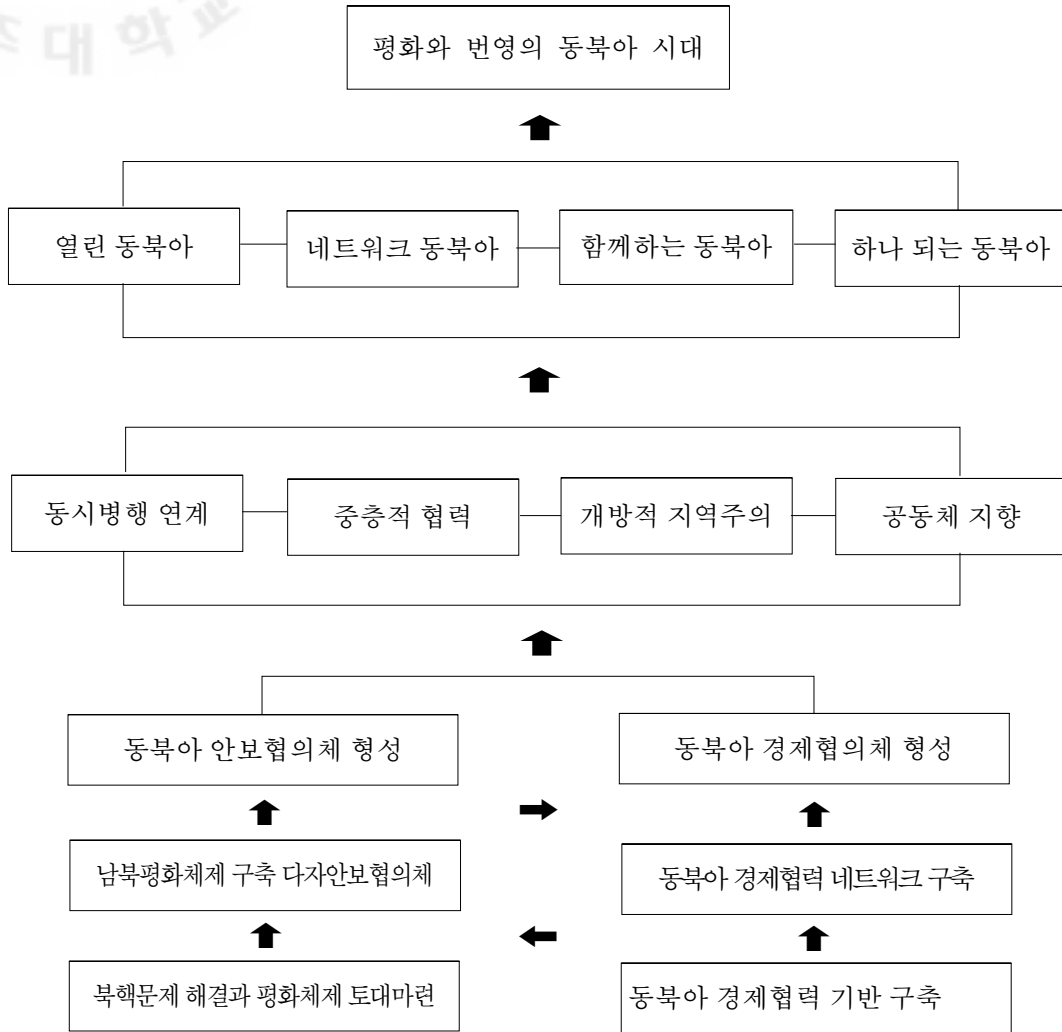 대학교
평화와 번영의 동북아 시대
열린 동북아
네트워크 동북아
함께하는 동북아
하나 되는 동북아
동시병행 연계
중층적 협력
개방적 지역주의
공동체 지향
동북아 안보협의체 형성
동북아 경제협의체 형성
남북평화체제 구축 다자안보협의체
동북아 경제협력 네트워크 구축
북핵문제 해결과 평화체제 토대마련
동북아 경제협력 기반 구축